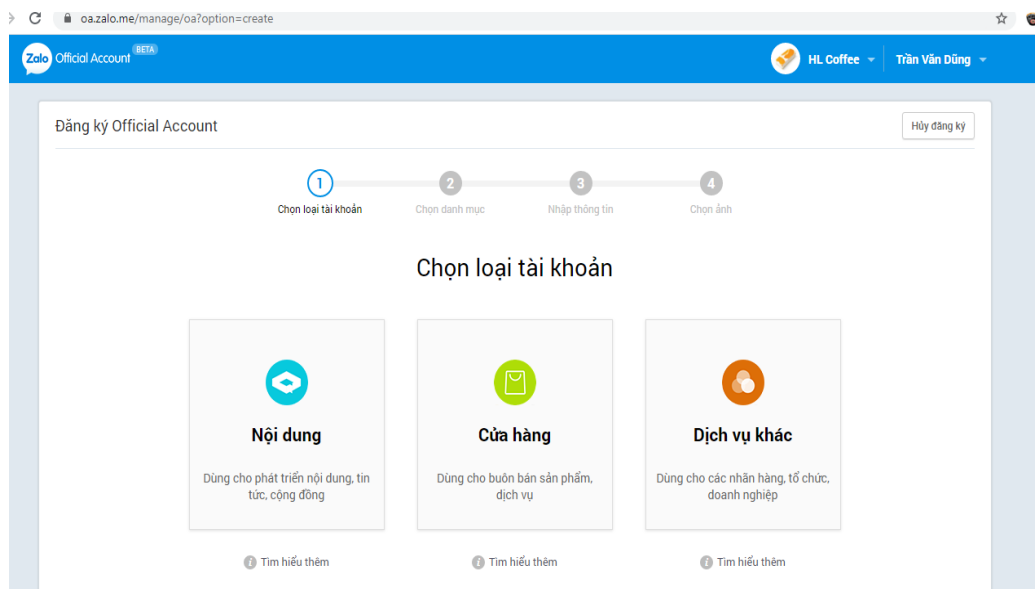 oa.zalo.me/manage/oa?option=create
Zalo Official Account BETA
HL Coffee
Trần Văn Dũng
Đăng ký Official Account
Hủy đăng ký
1
2
3
4
Chọn loại tài khoản
Chọn danh mục
Nhập thông tin
Chọn ảnh
Chọn loại tài khoản
Nội dung
Dùng cho phát triển nội dung, tin
tức, cộng đồng
Tìm hiểu thêm
Cửa hàng
Dùng cho buôn bán sản phẩm,
dịch vụ
Tìm hiểu thêm
Dịch vụ khác
Dùng cho các nhãn hàng, tổ chức,
doanh nghiệp
Tìm hiểu thêm